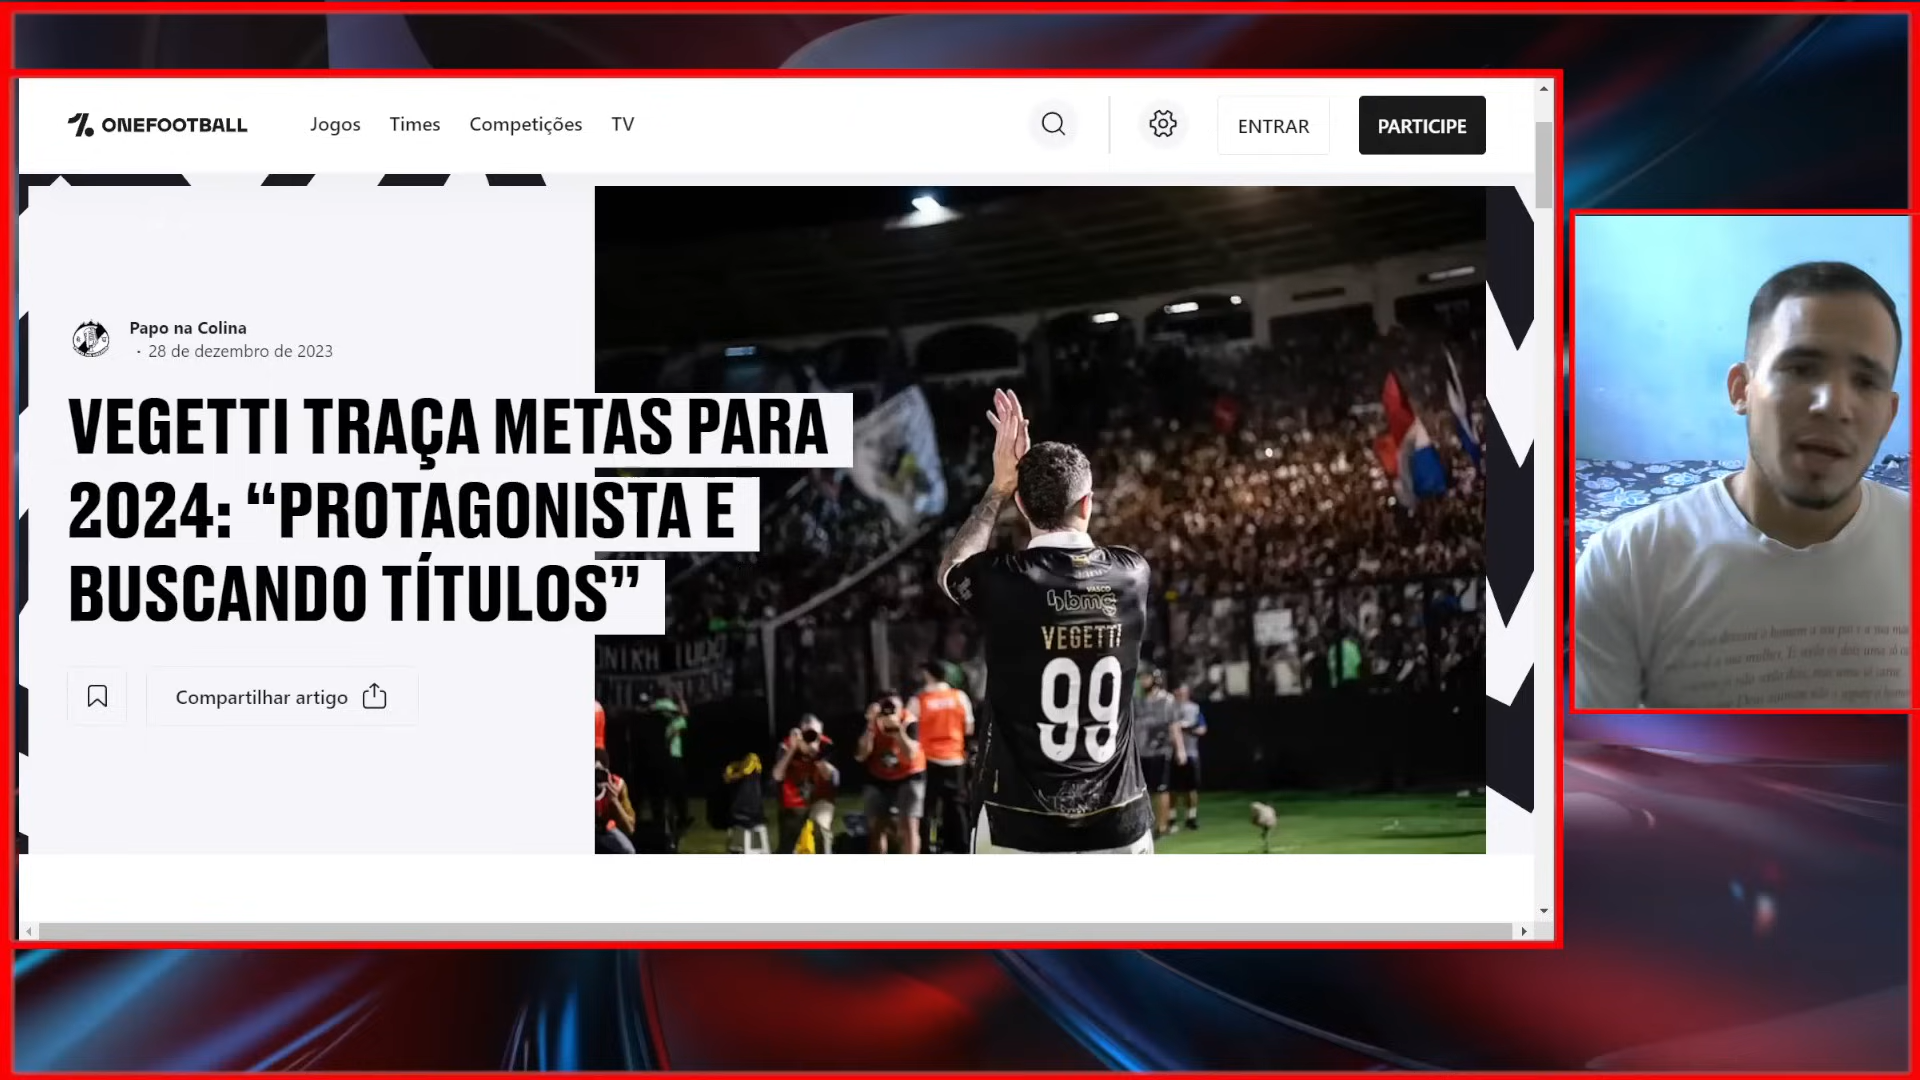 ONEFOOTBALL
Jogos Times Competições TV
ENTRAR
PARTICIPE
Papo na Colina
· 28 de dezembro de 2023
VEGETTI TRAÇA METAS PARA
2024: “PROTAGONISTA E
BUSCANDO TÍTULOS”
Compartilhar artigo
VASCO
bmg
VEGETTI
99